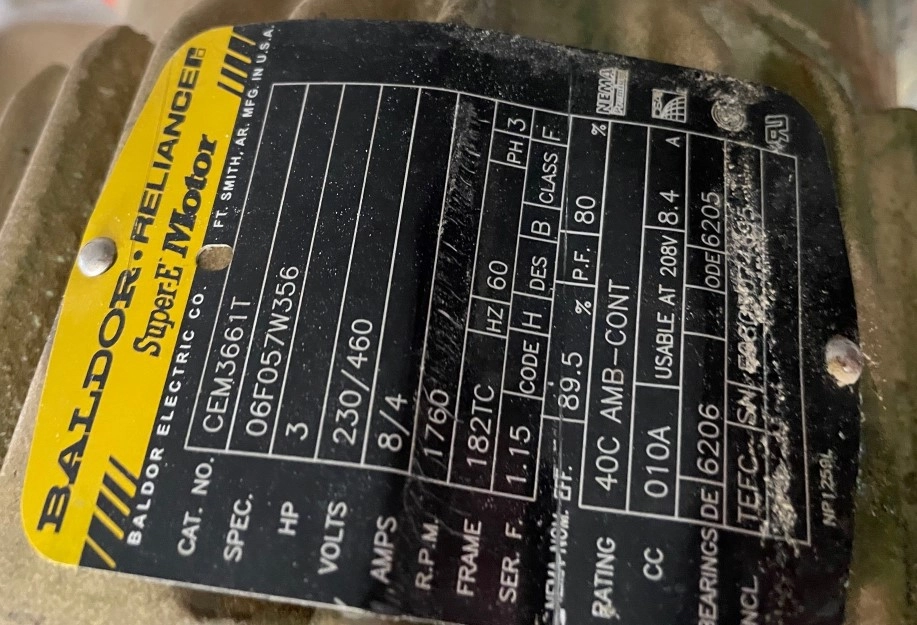 BALDOR • RELIANCER
Super-E Motor
BALDOR ELECTRIC CO. FT. SMITH, AR. MFG. IN U.S.A.
CAT. NO. CEM3661T
SPEC. 06F057W356
HP 3
VOLTS 230/460
AMPS 8/4
R.P.M. 1760
FRAME 182TC HZ 60 PH 3
SER. F. 1.15 CODE H DES B CLASS F
NEMA NOM. EFF. 89.5 % P.F. 80 %
RATING 40C AMB-CONT
CC 010A USABLE AT 208V 8.4 A
BEARINGS DE 6206 ODE 6205
ENCL TEFC SN
NEMA
NP1259L